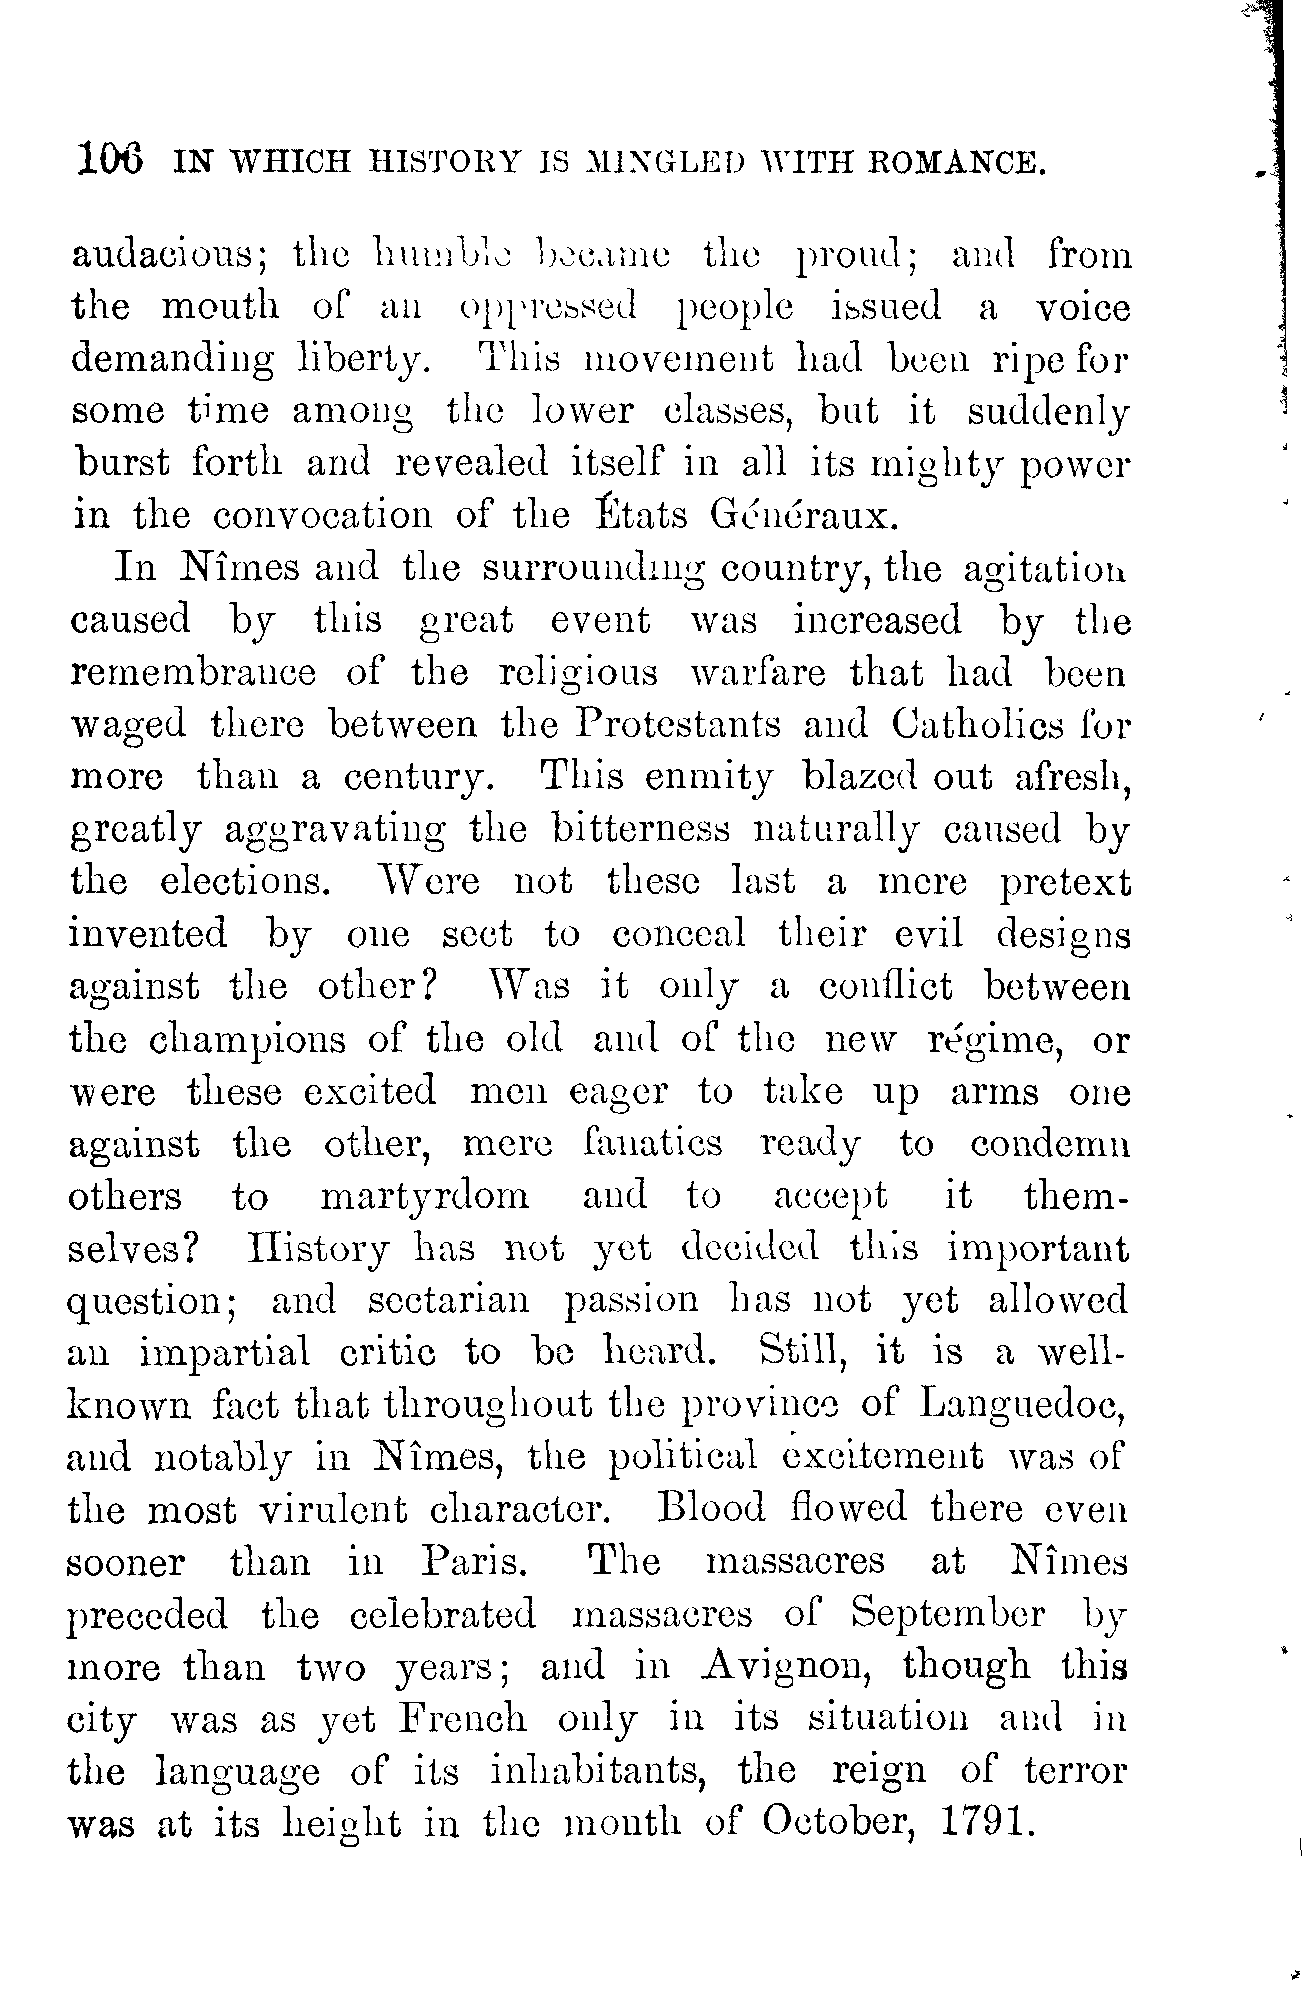 106 IN WHICH HISTORY IS MINGLED WITH ROMANCE.
audacious; the humble became the proud; and from
the mouth of an oppressed people issued a voice
demanding liberty. This movement had been ripe for
some time among the lower classes, but it suddenly
burst forth and revealed itself in all its mighty power
in the convocation of the États Généraux.
In Nîmes and the surrounding country, the agitation
caused by this great event was increased by the
remembrance of the religious warfare that had been
waged there between the Protestants and Catholics for
more than a century. This enmity blazed out afresh,
greatly aggravating the bitterness naturally caused by
the elections. Were not these last a mere pretext
invented by one sect to conceal their evil designs
against the other? Was it only a conflict between
the champions of the old and of the new régime, or
were these excited men eager to take up arms one
against the other, mere fanatics ready to condemn
others to martyrdom and to accept it them-
selves? History has not yet decided this important
question; and sectarian passion has not yet allowed
an impartial critic to be heard. Still, it is a well-
known fact that throughout the province of Languedoc,
and notably in Nîmes, the political excitement was of
the most virulent character. Blood flowed there even
sooner than in Paris. The massacres at Nîmes
preceded the celebrated massacres of September by
more than two years; and in Avignon, though this
city was as yet French only in its situation and in
the language of its inhabitants, the reign of terror
was at its height in the month of October, 1791.